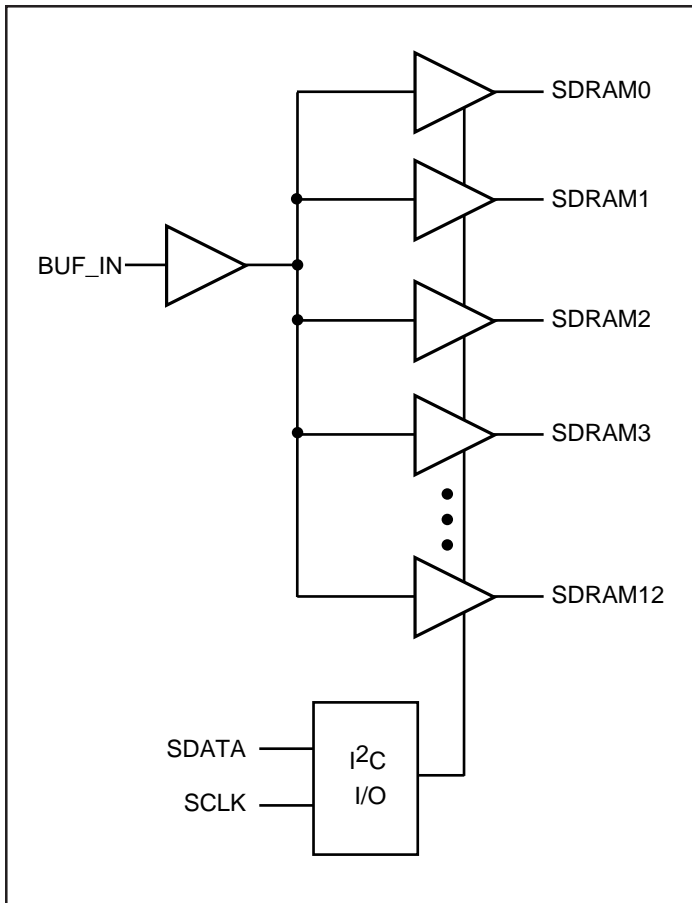 SDRAM0
SDRAM1
BUF_IN
SDRAM2
SDRAM3
SDRAM12
SDATA
I²C
I/O
SCLK